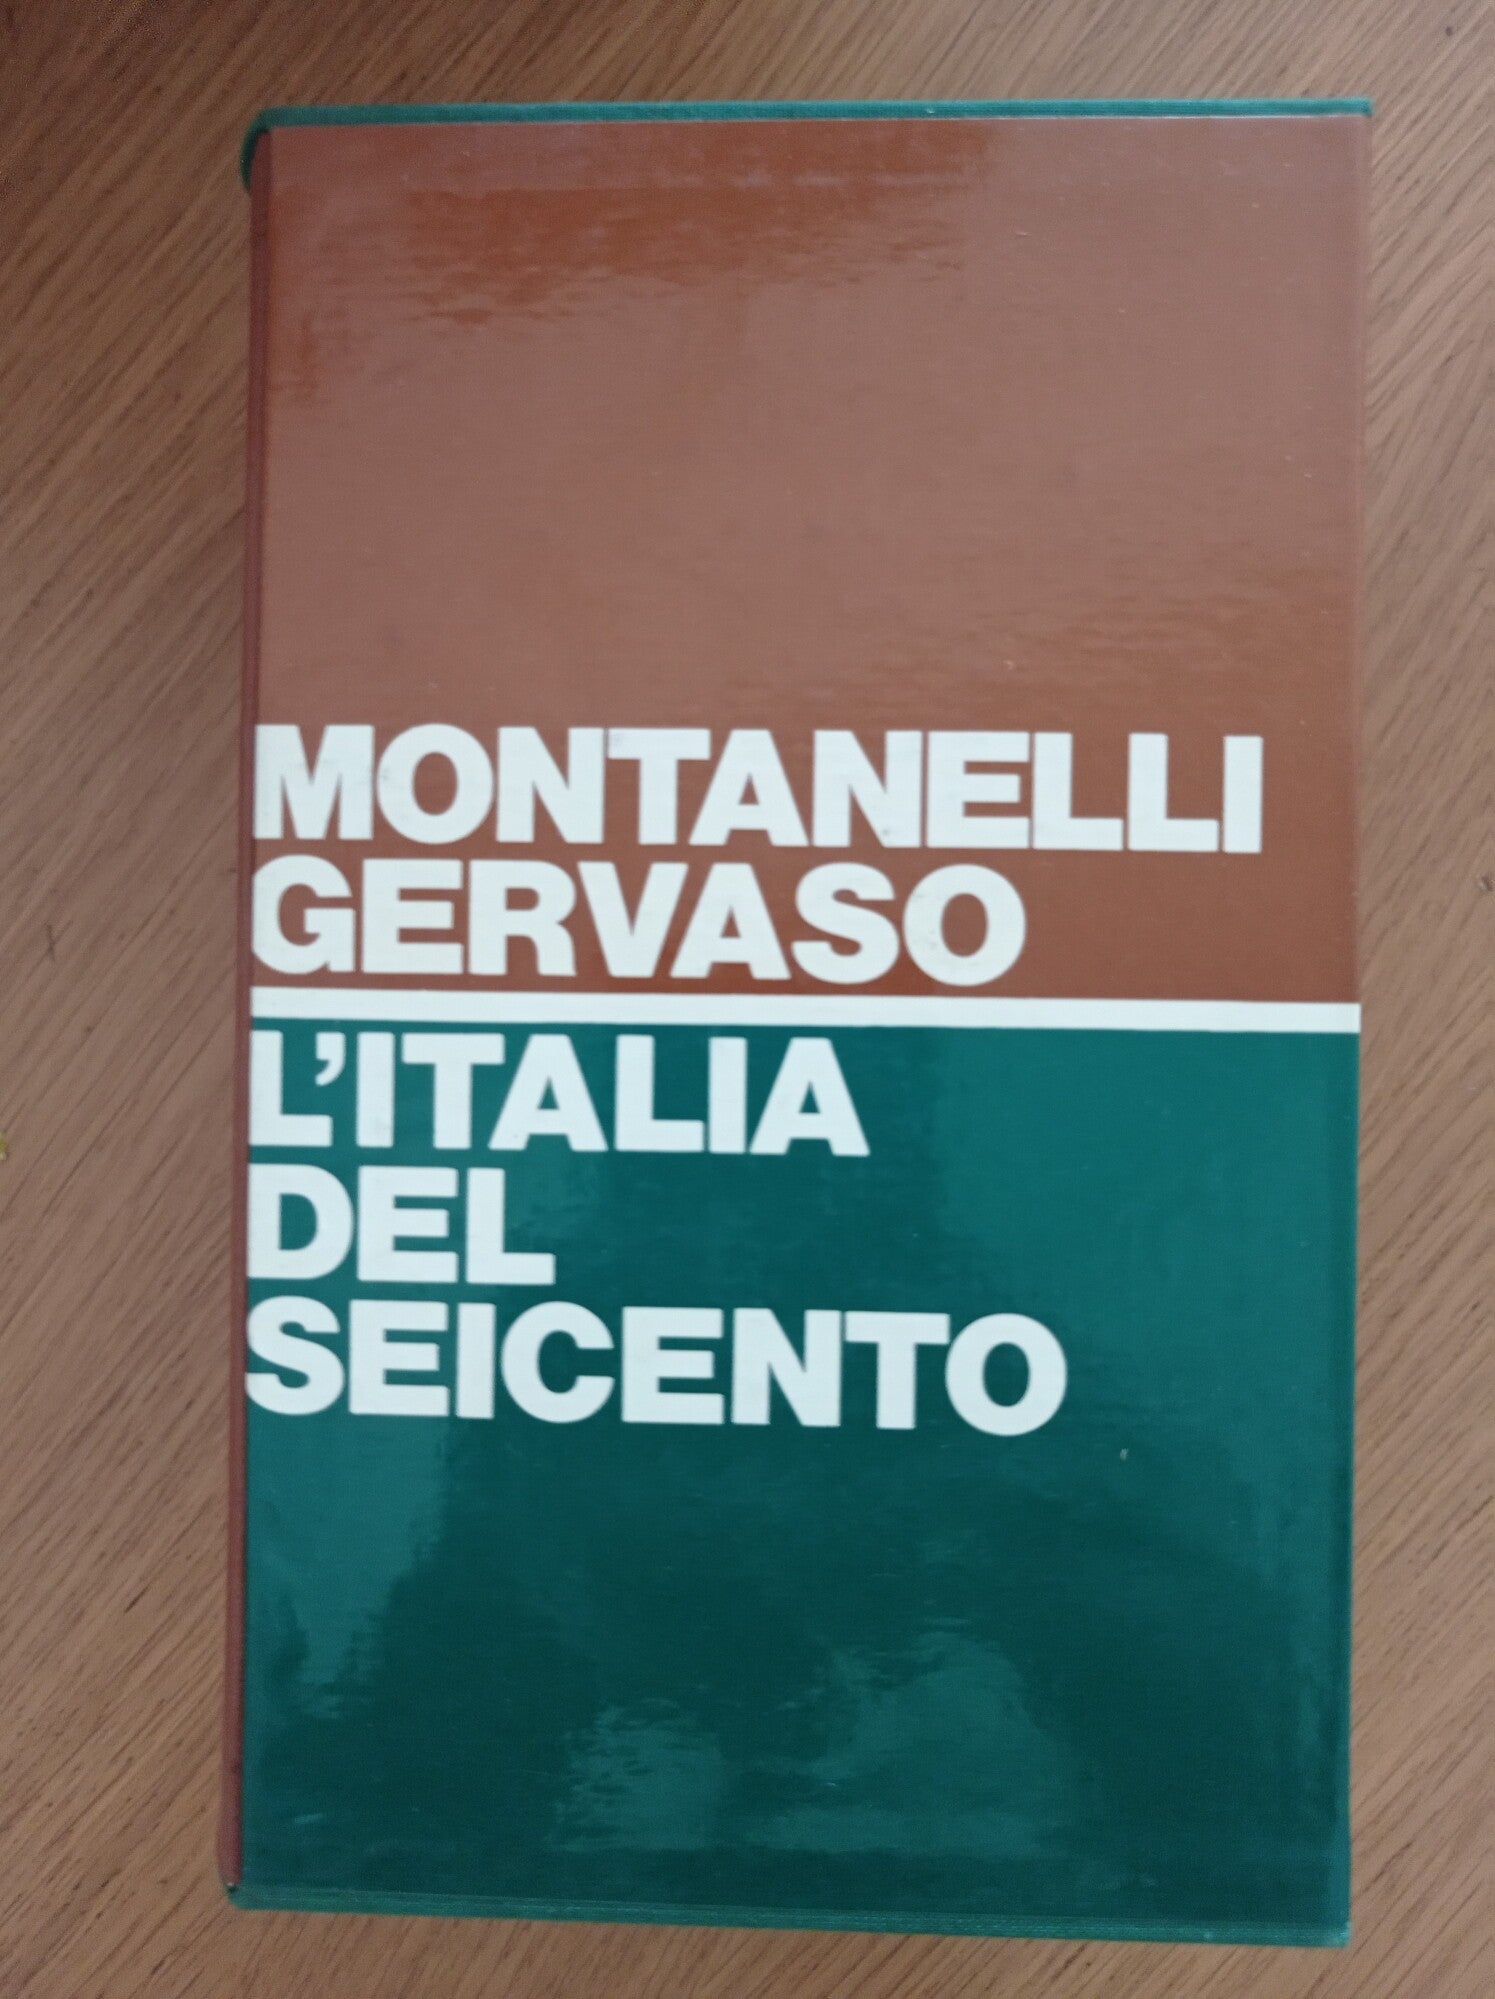 MONTANELLI
GERVASO
L'ITALIA
DEL
SEICENTO